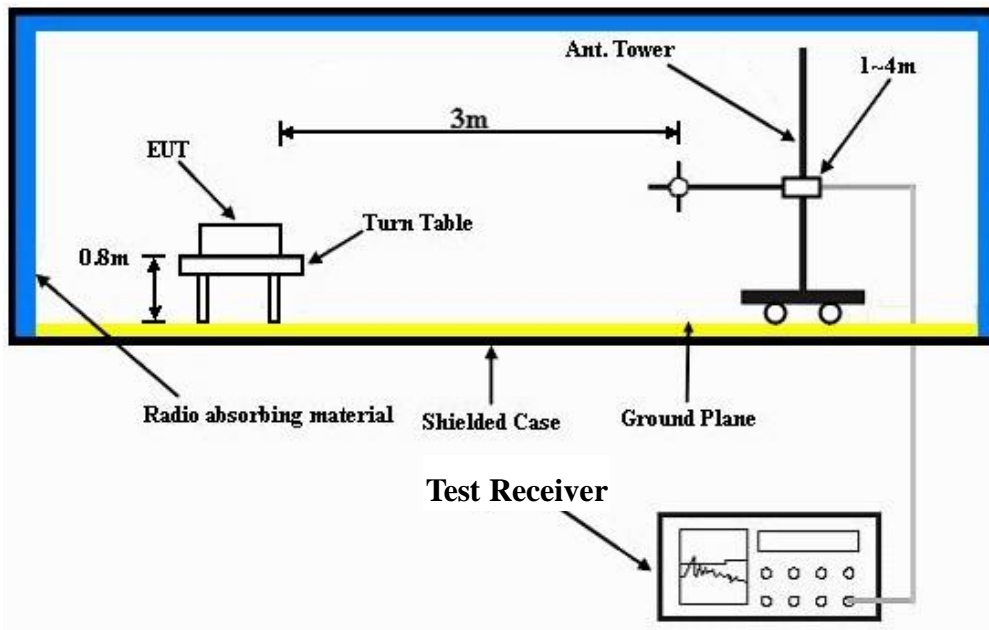 Ant. Tower
1~4m
3m
EUT
Turn Table
0.8m
Radio absorbing material
Shielded Case
Ground Plane
Test Receiver